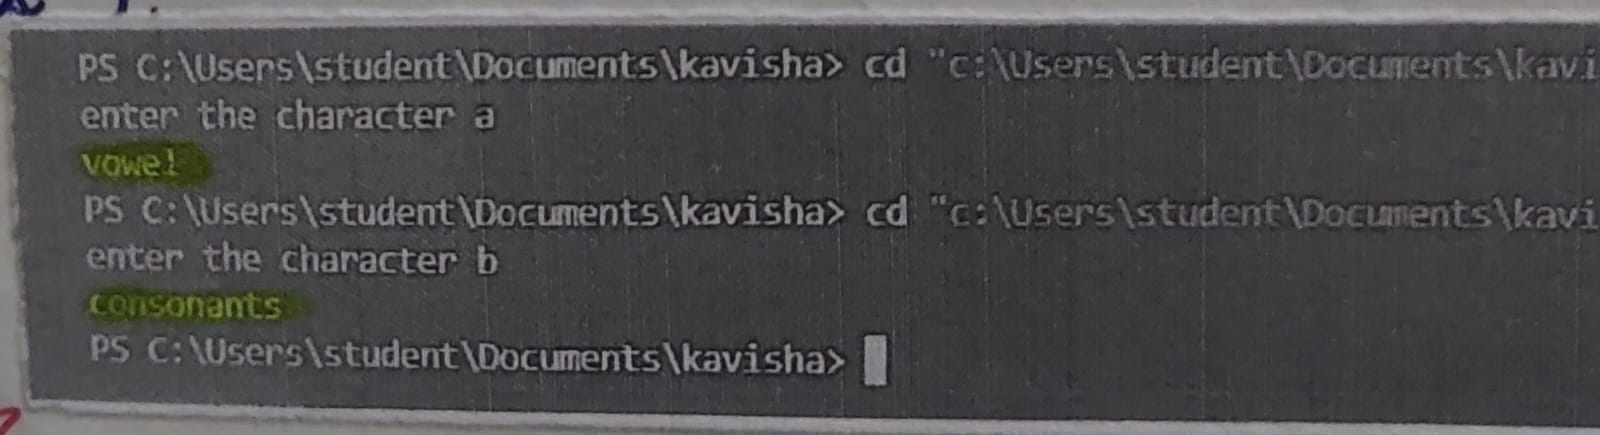 PS C:\Users\student\Documents\kavisha> cd "c:\Users\student\Documents\kavi
enter the character a
vowel
PS C:\Users\student\Documents\kavisha> cd "c:\Users\student\Documents\kavi
enter the character b
consonants
PS C:\Users\student\Documents\kavisha>